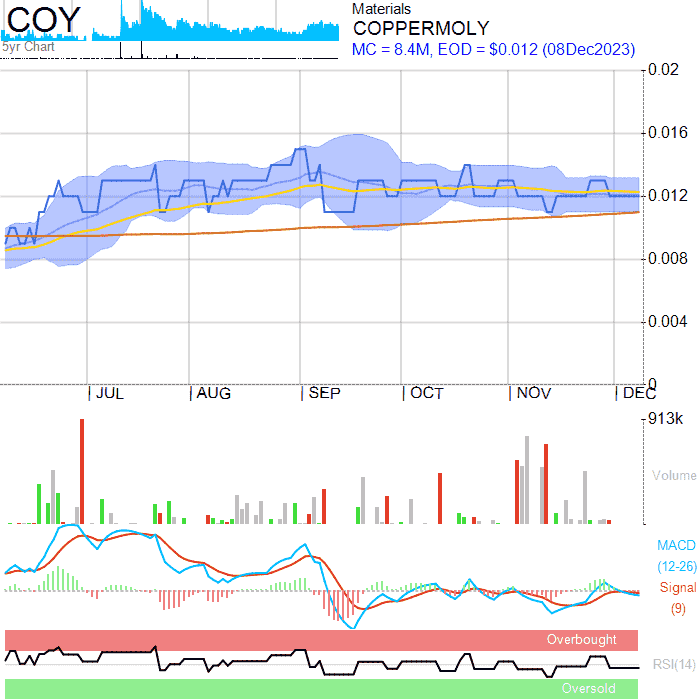 COY
5yr Chart
Materials
COPPERMOLY
MC = 8.4M, EOD = $0.012 (08Dec2023)
0.02
0.016
0.012
0.008
0.004
0
JUL AUG SEP OCT NOV DEC
913k
Volume
MACD
(12-26)
Signal
(9)
Overbought
RSI(14)
Oversold